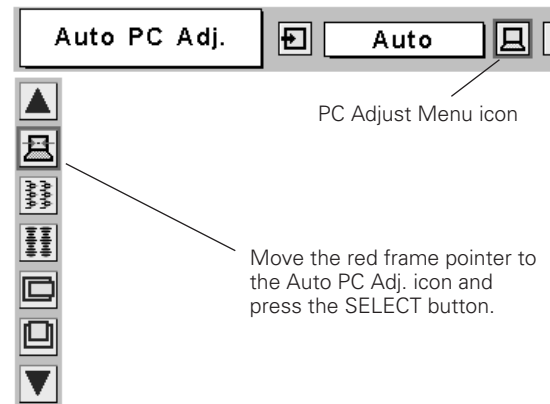 Auto PC Adj.
Auto
PC Adjust Menu icon
Move the red frame pointer to
the Auto PC Adj. icon and
press the SELECT button.